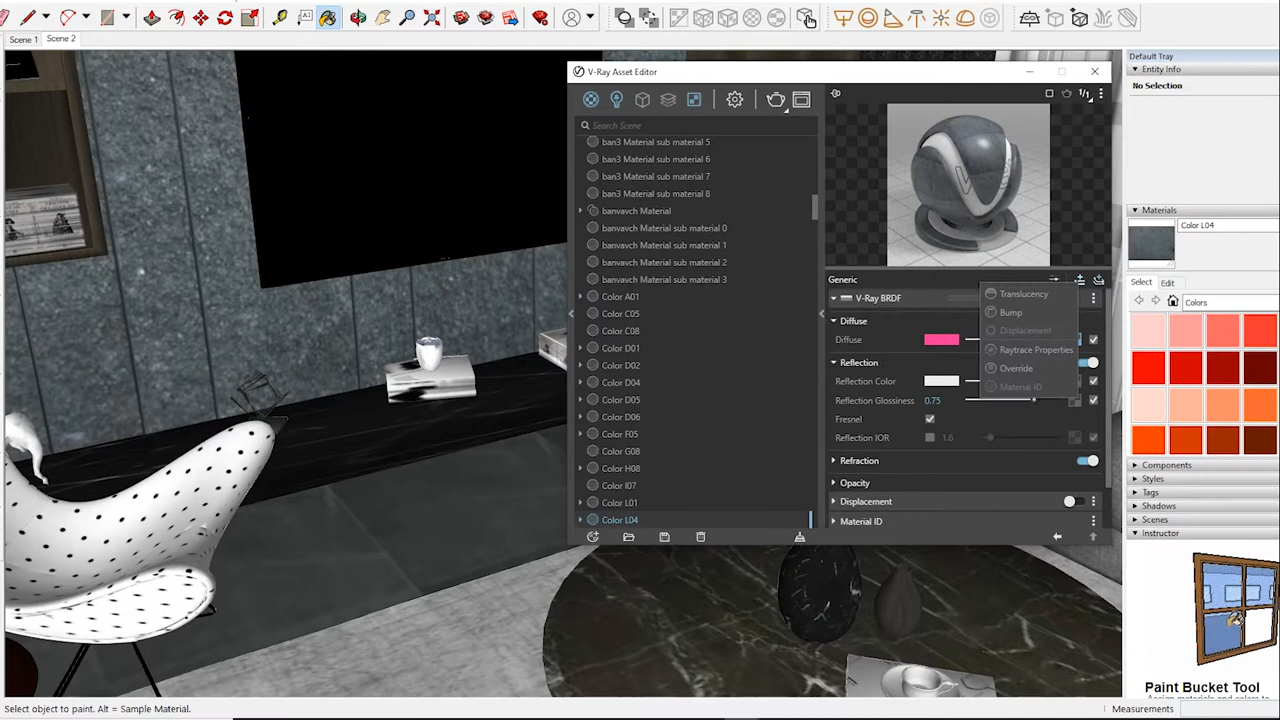 Scene 1
Scene 2
Default Tray
Entity Info
No Selection
V-Ray Asset Editor
1/1
Search Scene
ban3 Material sub material 5
ban3 Material sub material 6
ban3 Material sub material 7
ban3 Material sub material 8
banvavch Material
banvavch Material sub material 0
banvavch Material sub material 1
banvavch Material sub material 2
banvavch Material sub material 3
Color A01
Color C05
Color C08
Color D01
Color D02
Color D04
Color D05
Color D06
Color F05
Color G08
Color H08
Color I07
Color L01
Color L04
Generic
V-Ray BRDF
Diffuse
Diffuse
Reflection
Reflection Color
Reflection Glossiness
0.75
Fresnel
Reflection IOR
1.6
Refraction
Opacity
Displacement
Material ID
Translucency
Bump
Displacement
Raytrace Properties
Override
Material ID
Materials
Color L04
Select
Edit
Colors
Components
Styles
Tags
Shadows
Scenes
Instructor
Paint Bucket Tool
Assign materials and colors to
Select object to paint. Alt = Sample Material.
Measurements